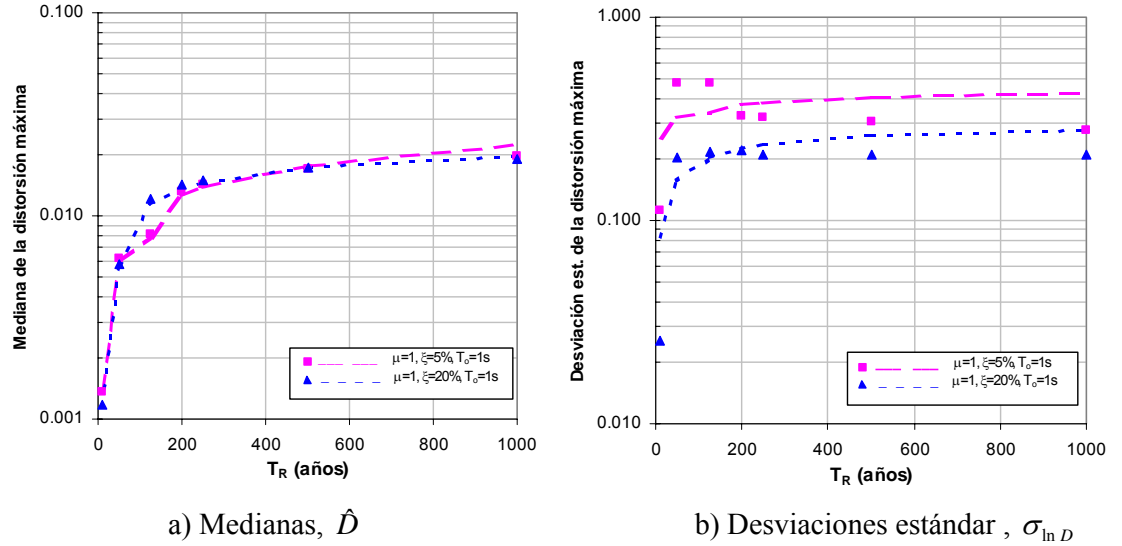 0.100
0.010
0.001
Mediana de la distorsión máxima
0 200 400 600 800 1000
T_R (años)
μ=1, ξ=5%, T_o=1s
μ=1, ξ=20%, T_o=1s
a) Medianas, D̂
1.000
0.100
0.010
Desviación est. de la distorsión máxima
0 200 400 600 800 1000
T_R (años)
μ=1, ξ=5%, T_o=1s
μ=1, ξ=20%, T_o=1s
b) Desviaciones estándar , σ_ln D